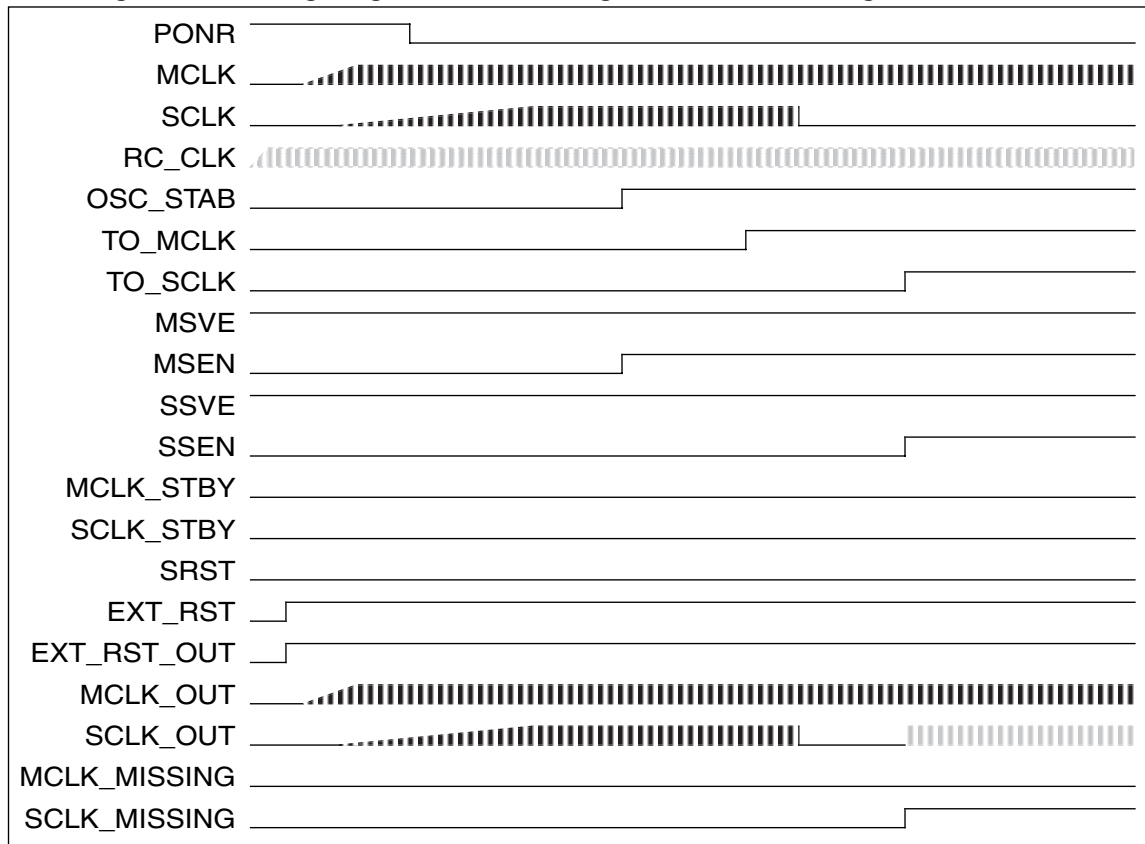 PONR
MCLK
SCLK
RC_CLK
OSC_STAB
TO_MCLK
TO_SCLK
MSVE
MSEN
SSVE
SSEN
MCLK_STBY
SCLK_STBY
SRST
EXT_RST
EXT_RST_OUT
MCLK_OUT
SCLK_OUT
MCLK_MISSING
SCLK_MISSING